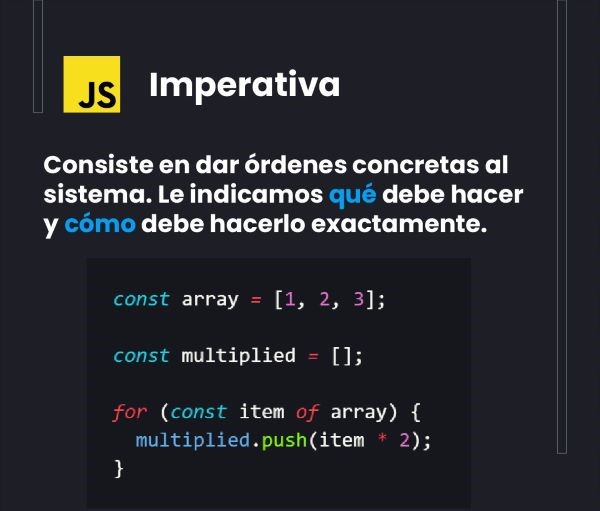 JS Imperativa
Consiste en dar órdenes concretas al
sistema. Le indicamos qué debe hacer
y cómo debe hacerlo exactamente.
const array = [1, 2, 3];
const multiplied = [];
for (const item of array) {
  multiplied.push(item * 2);
}